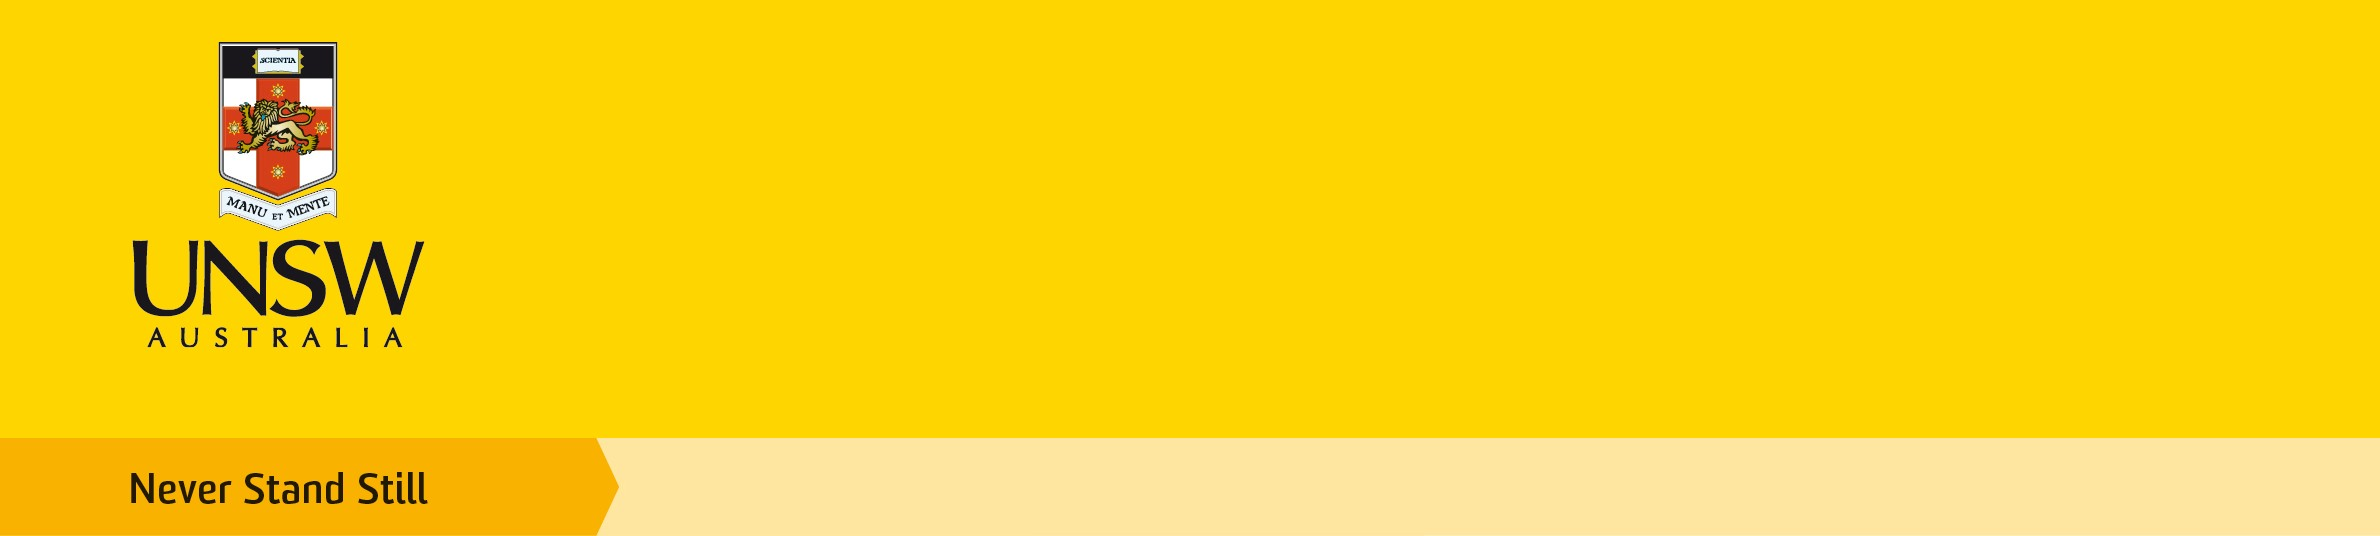 SCIENTIA
MANU ET MENTE
UNSW
AUSTRALIA
Never Stand Still